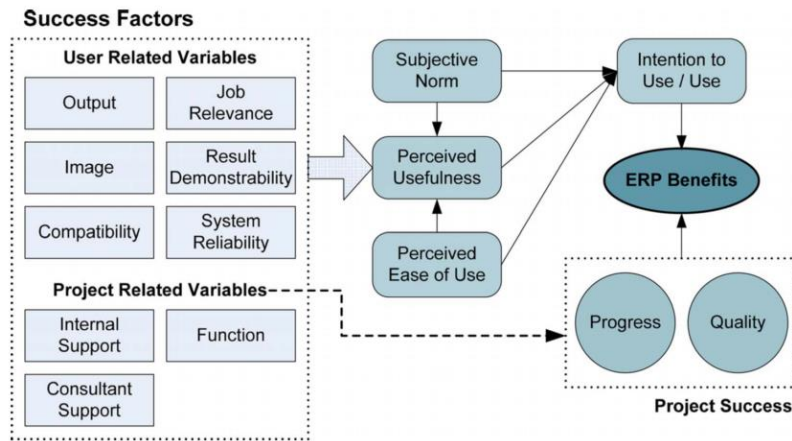 Success Factors
User Related Variables
Output
Job
Relevance
Image
Result
Demonstrability
Compatibility
System
Reliability
Project Related Variables
Internal
Support
Function
Consultant
Support
Subjective
Norm
Perceived
Usefulness
Perceived
Ease of Use
Intention to
Use / Use
ERP Benefits
Progress
Quality
Project Success